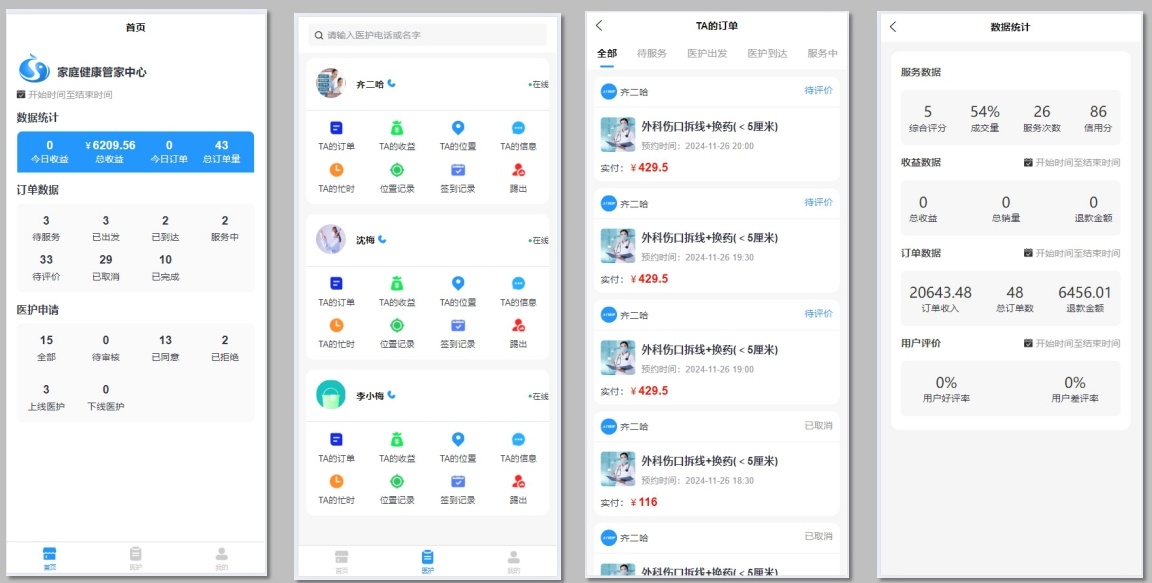 首页
家庭健康管家中心
开始时间至结束时间
数据统计
0 ¥6209.56 0 43
今日收益 总收益 今日订单 总订单量
订单数据
3 3 2 2
待服务 已出发 已到达 服务中
33 29 10
待评价 已取消 已完成
医护申请
15 0 13 2
全部 待审核 已同意 已拒绝
3 0
上线医护 下线医护
首页 医护 我的
请输入医护电话或名字
齐二哈 在线
TA的订单 TA的收益 TA的位置 TA的信息
TA的忙时 位置记录 签到记录 踢出
沈梅 在线
TA的订单 TA的收益 TA的位置 TA的信息
TA的忙时 位置记录 签到记录 踢出
李小梅 在线
TA的订单 TA的收益 TA的位置 TA的信息
TA的忙时 位置记录 签到记录 踢出
首页 医护 我的
TA的订单
全部 待服务 医护出发 医护到达 服务中
齐二哈 待评价
外科伤口拆线+换药(<5厘米)
预约时间：2024-11-26 20:00
实付：¥429.5
齐二哈 待评价
外科伤口拆线+换药(<5厘米)
预约时间：2024-11-26 19:30
实付：¥429.5
齐二哈 待评价
外科伤口拆线+换药(<5厘米)
预约时间：2024-11-26 19:00
实付：¥429.5
齐二哈 已取消
外科伤口拆线+换药(<5厘米)
预约时间：2024-11-26 18:30
实付：¥116
齐二哈 已取消
外科伤口拆线+换药(<5厘米)
数据统计
服务数据
5 54% 26 86
综合评分 成交量 服务次数 信用分
收益数据 开始时间至结束时间
0 0 0
总收益 总销量 退款金额
订单数据 开始时间至结束时间
20643.48 48 6456.01
订单收入 总订单数 退款金额
用户评价 开始时间至结束时间
0% 0%
用户好评率 用户差评率